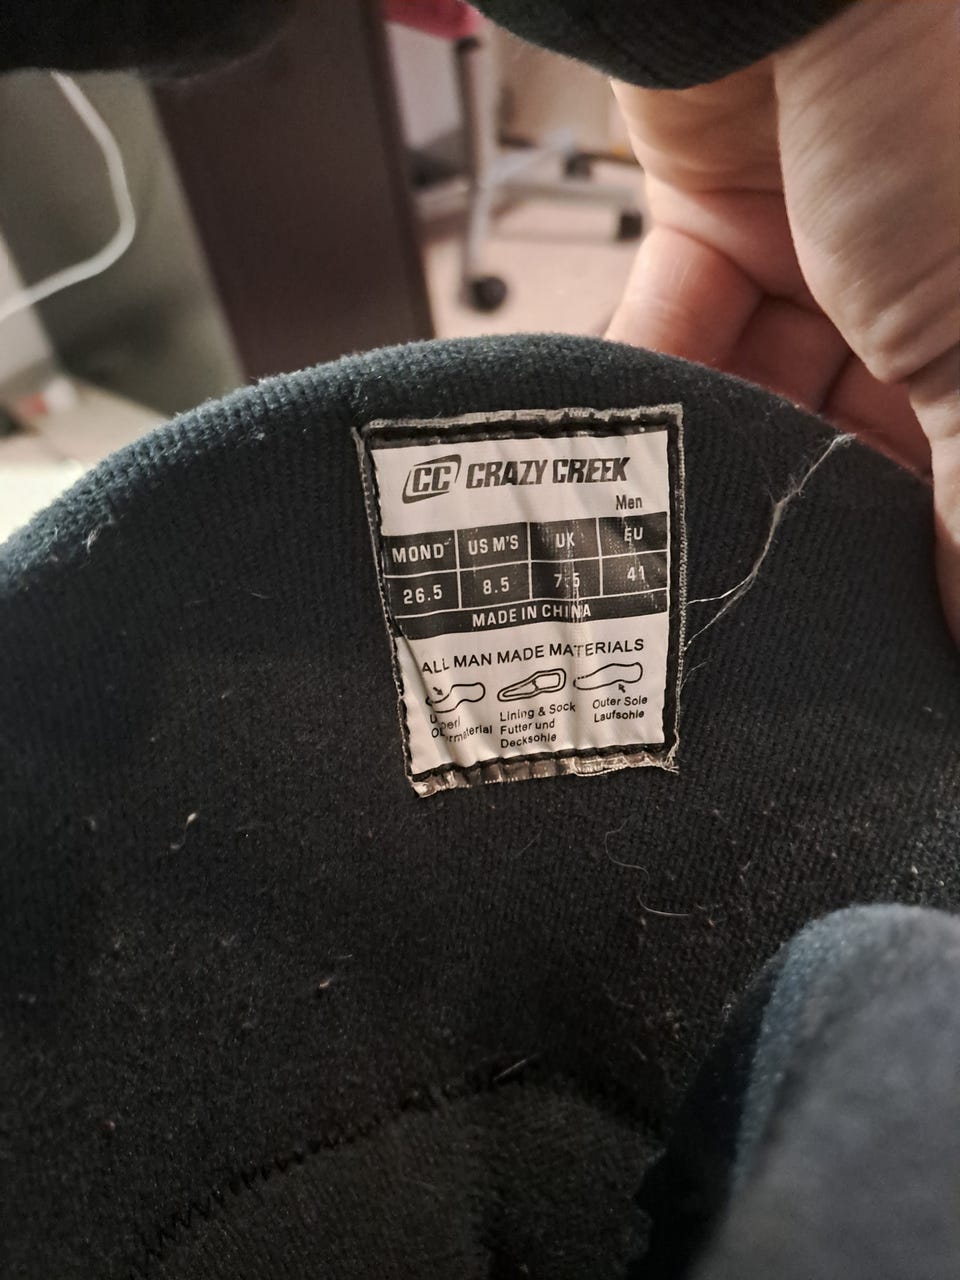 CC CRAZY CREEK
Men
MOND US M'S UK EU
26.5 8.5 7.5 41
MADE IN CHINA
ALL MAN MADE MATERIALS
Lining & Sock
Futter und
Decksohle
Outer Sole
Laufsohle